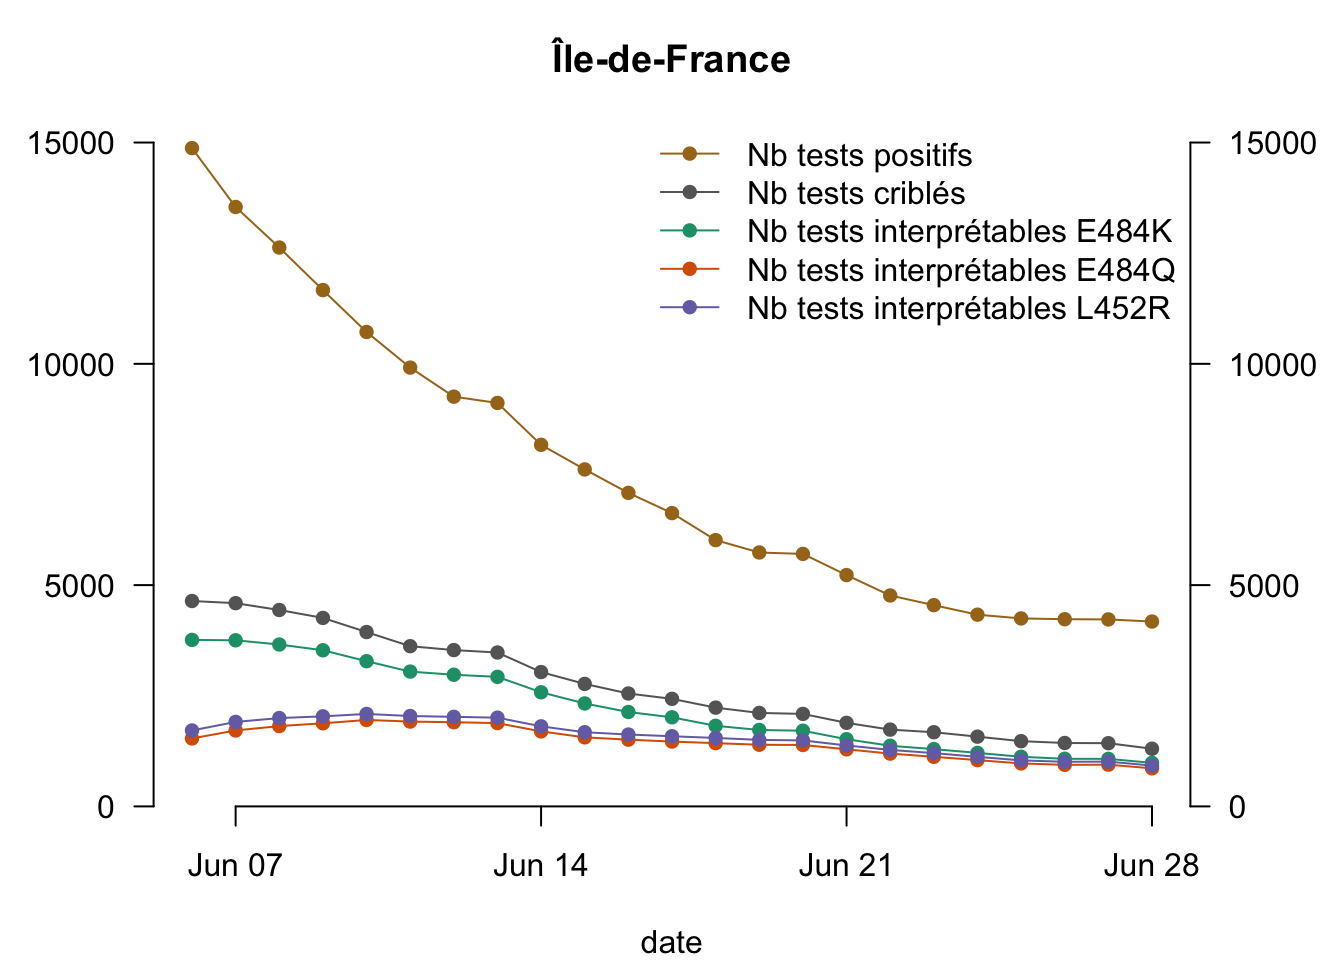 Île-de-France
15000
10000
5000
0
15000
10000
5000
0
Nb tests positifs
Nb tests criblés
Nb tests interprétables E484K
Nb tests interprétables E484Q
Nb tests interprétables L452R
Jun 07
Jun 14
Jun 21
Jun 28
date